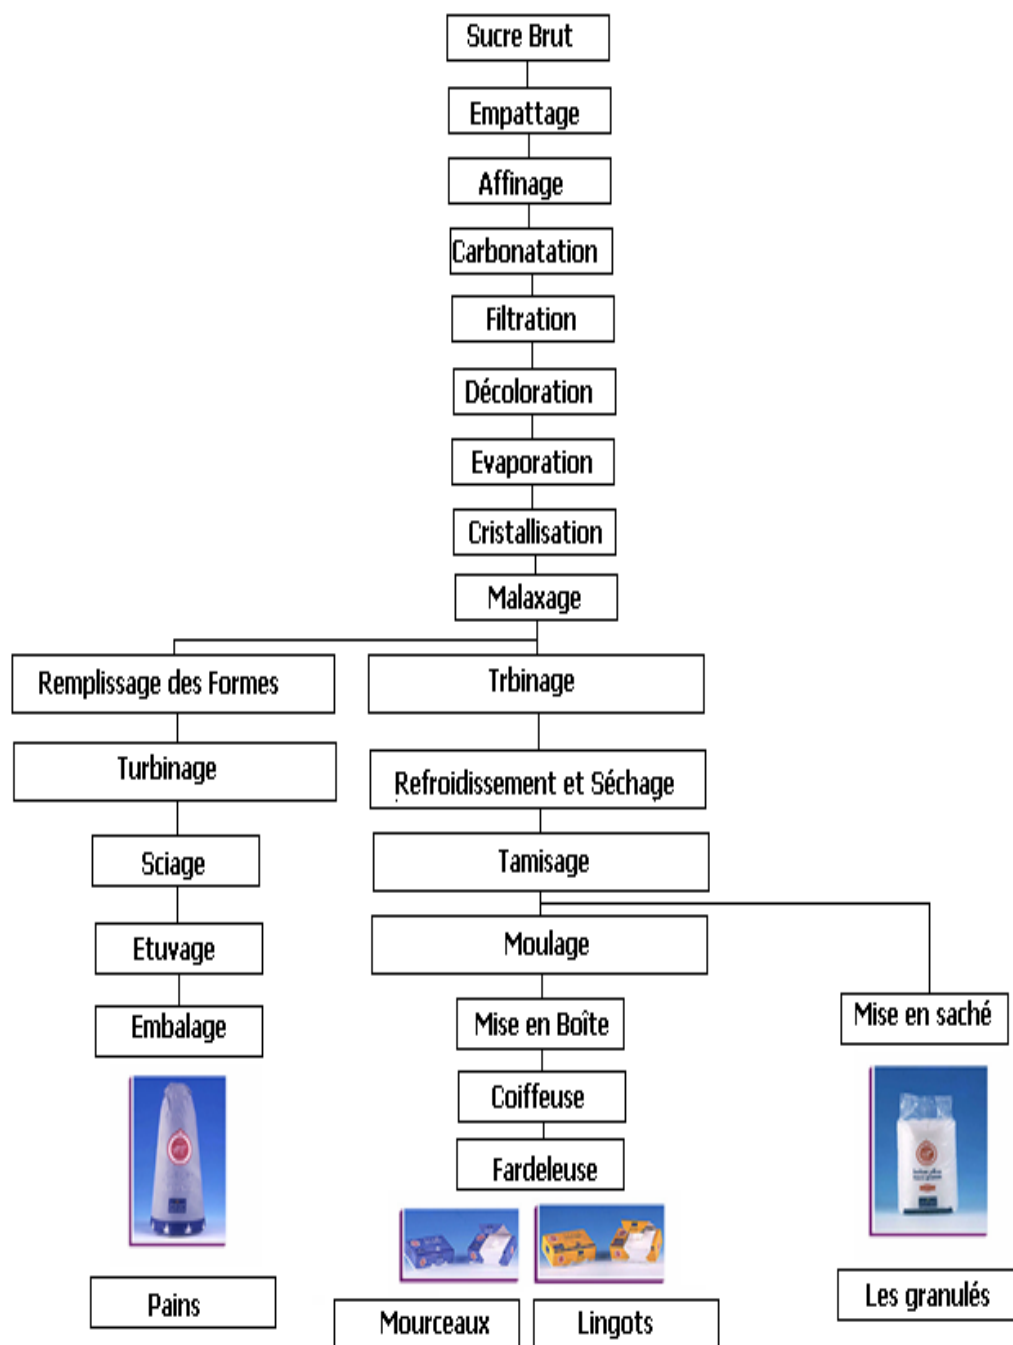 Sucre Brut
Empattage
Affinage
Carbonatation
Filtration
Décoloration
Evaporation
Cristallisation
Malaxage
Remplissage des Formes
Trbinage
Turbinage
Refroidissement et Séchage
Sciage
Tamisage
Etuvage
Moulage
Embalage
Mise en Boîte
Mise en saché
Coiffeuse
Fardeleuse
Pains
Mourceaux
Lingots
Les granulés